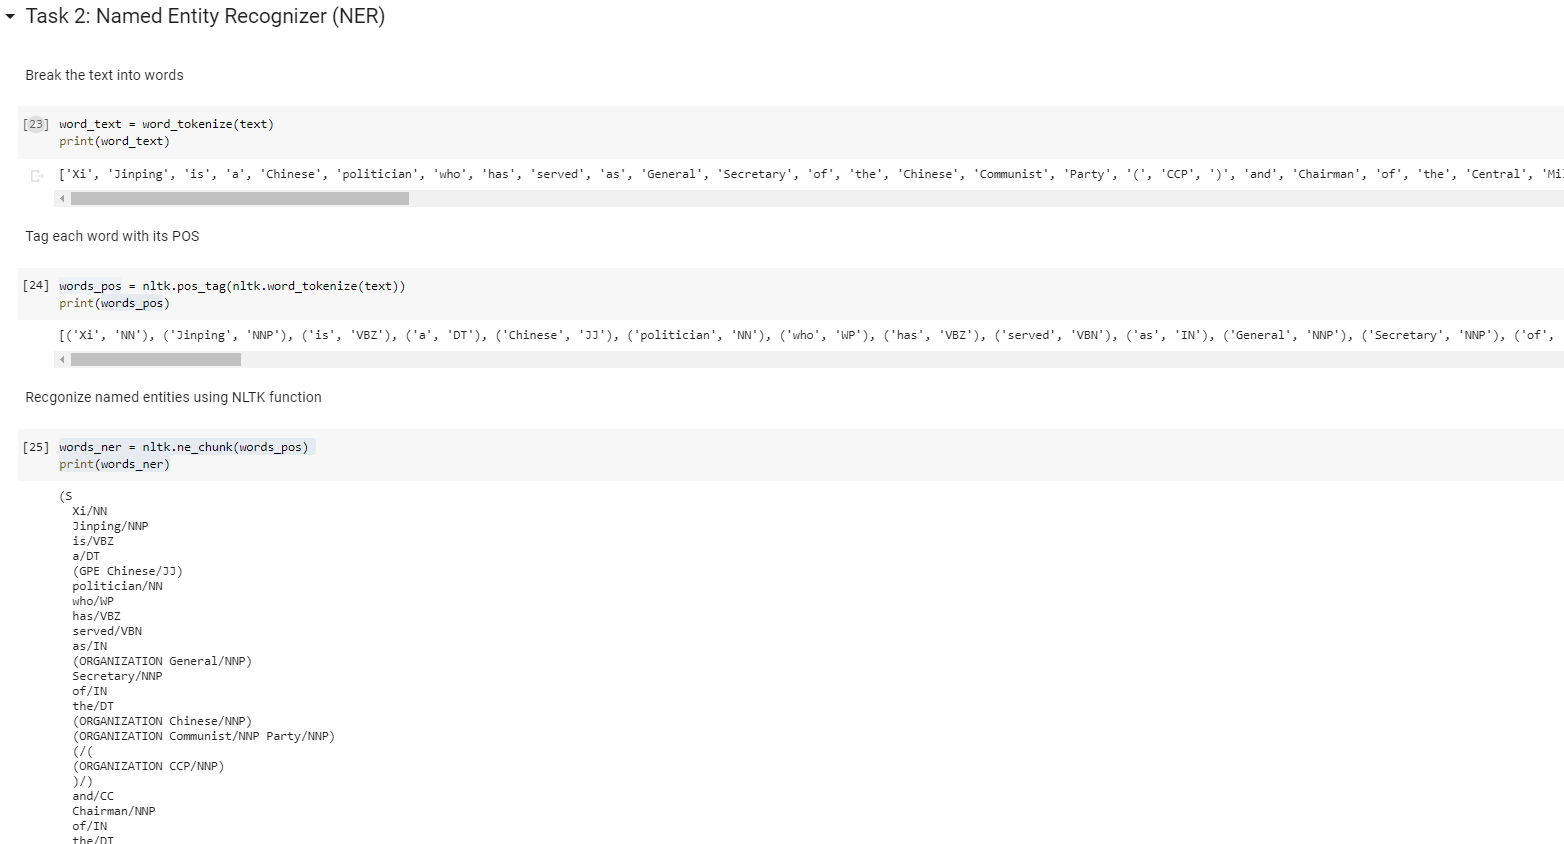 Task 2: Named Entity Recognizer (NER)
Break the text into words
[23] word_text = word_tokenize(text)
print(word_text)
['Xi', 'Jinping', 'is', 'a', 'Chinese', 'politician', 'who', 'has', 'served', 'as', 'General', 'Secretary', 'of', 'the', 'Chinese', 'Communist', 'Party', '(', 'CCP', ')', 'and', 'Chairman', 'of', 'the', 'Central', 'Mi
Tag each word with its POS
[24] words_pos = nltk.pos_tag(nltk.word_tokenize(text))
print(words_pos)
[('Xi', 'NN'), ('Jinping', 'NNP'), ('is', 'VBZ'), ('a', 'DT'), ('Chinese', 'JJ'), ('politician', 'NN'), ('who', 'WP'), ('has', 'VBZ'), ('served', 'VBN'), ('as', 'IN'), ('General', 'NNP'), ('Secretary', 'NNP'), ('of',
Recgonize named entities using NLTK function
[25] words_ner = nltk.ne_chunk(words_pos)
print(words_ner)
(S
Xi/NN
Jinping/NNP
is/VBZ
a/DT
(GPE Chinese/JJ)
politician/NN
who/WP
has/VBZ
served/VBN
as/IN
(ORGANIZATION General/NNP)
Secretary/NNP
of/IN
the/DT
(ORGANIZATION Chinese/NNP)
(ORGANIZATION Communist/NNP Party/NNP)
(/(
(ORGANIZATION CCP/NNP)
)/)
and/CC
Chairman/NNP
of/IN
the/DT